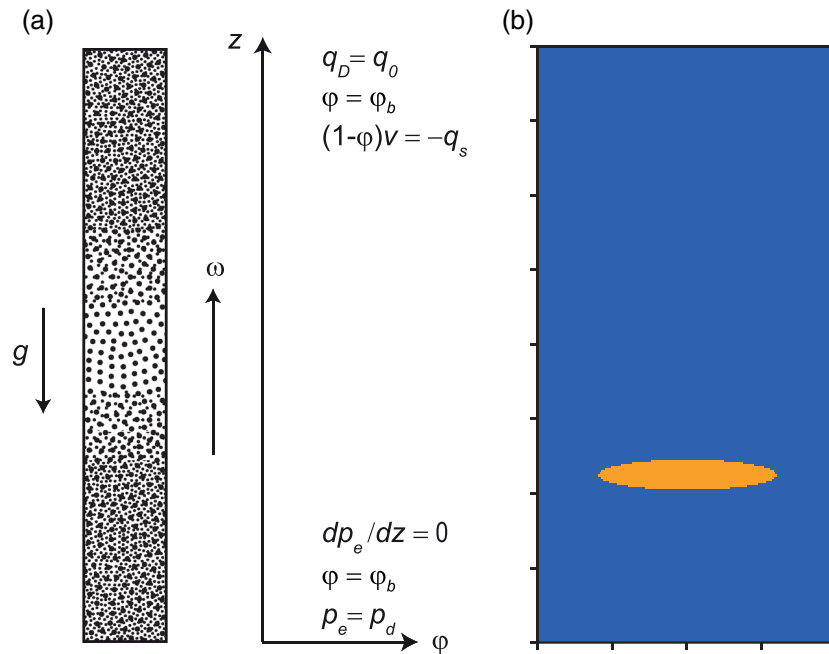 (a)
z
q_D = q_0
φ = φ_b
(1-φ)v = -q_s
ω
g
dp_e/dz = 0
φ = φ_b
p_e = p_d
φ
(b)